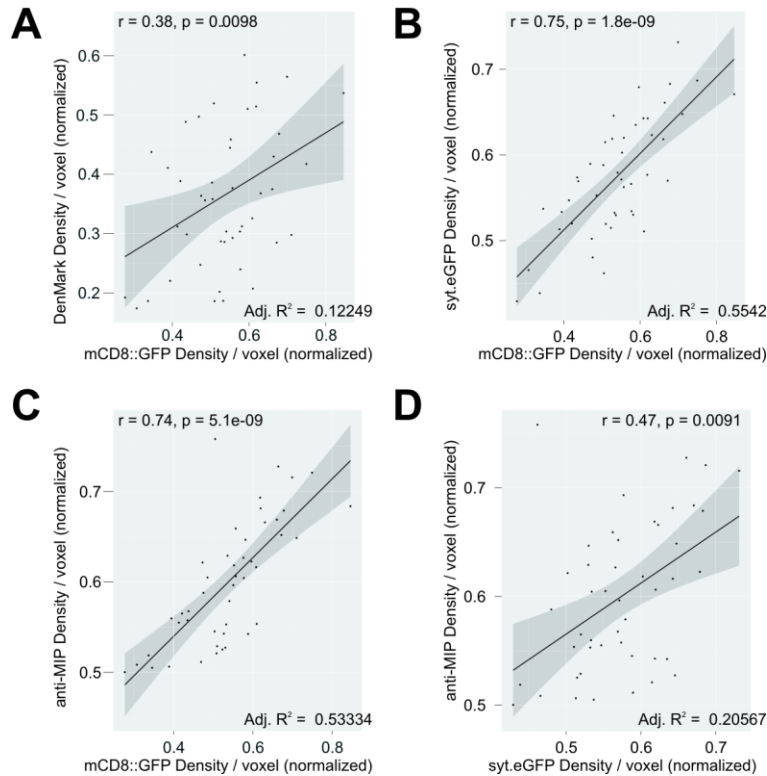 A
r = 0.38, p = 0.0098
DenMark Density / voxel (normalized)
0.6
0.5
0.4
0.3
0.2
Adj. R² = 0.12249
0.4 0.6 0.8
mCD8::GFP Density / voxel (normalized)
B
r = 0.75, p = 1.8e-09
syt.eGFP Density / voxel (normalized)
0.7
0.6
0.5
Adj. R² = 0.5542
0.4 0.6 0.8
mCD8::GFP Density / voxel (normalized)
C
r = 0.74, p = 5.1e-09
anti-MIP Density / voxel (normalized)
0.7
0.6
0.5
Adj. R² = 0.53334
0.4 0.6 0.8
mCD8::GFP Density / voxel (normalized)
D
r = 0.47, p = 0.0091
anti-MIP Density / voxel (normalized)
0.7
0.6
0.5
Adj. R² = 0.20567
0.5 0.6 0.7
syt.eGFP Density / voxel (normalized)